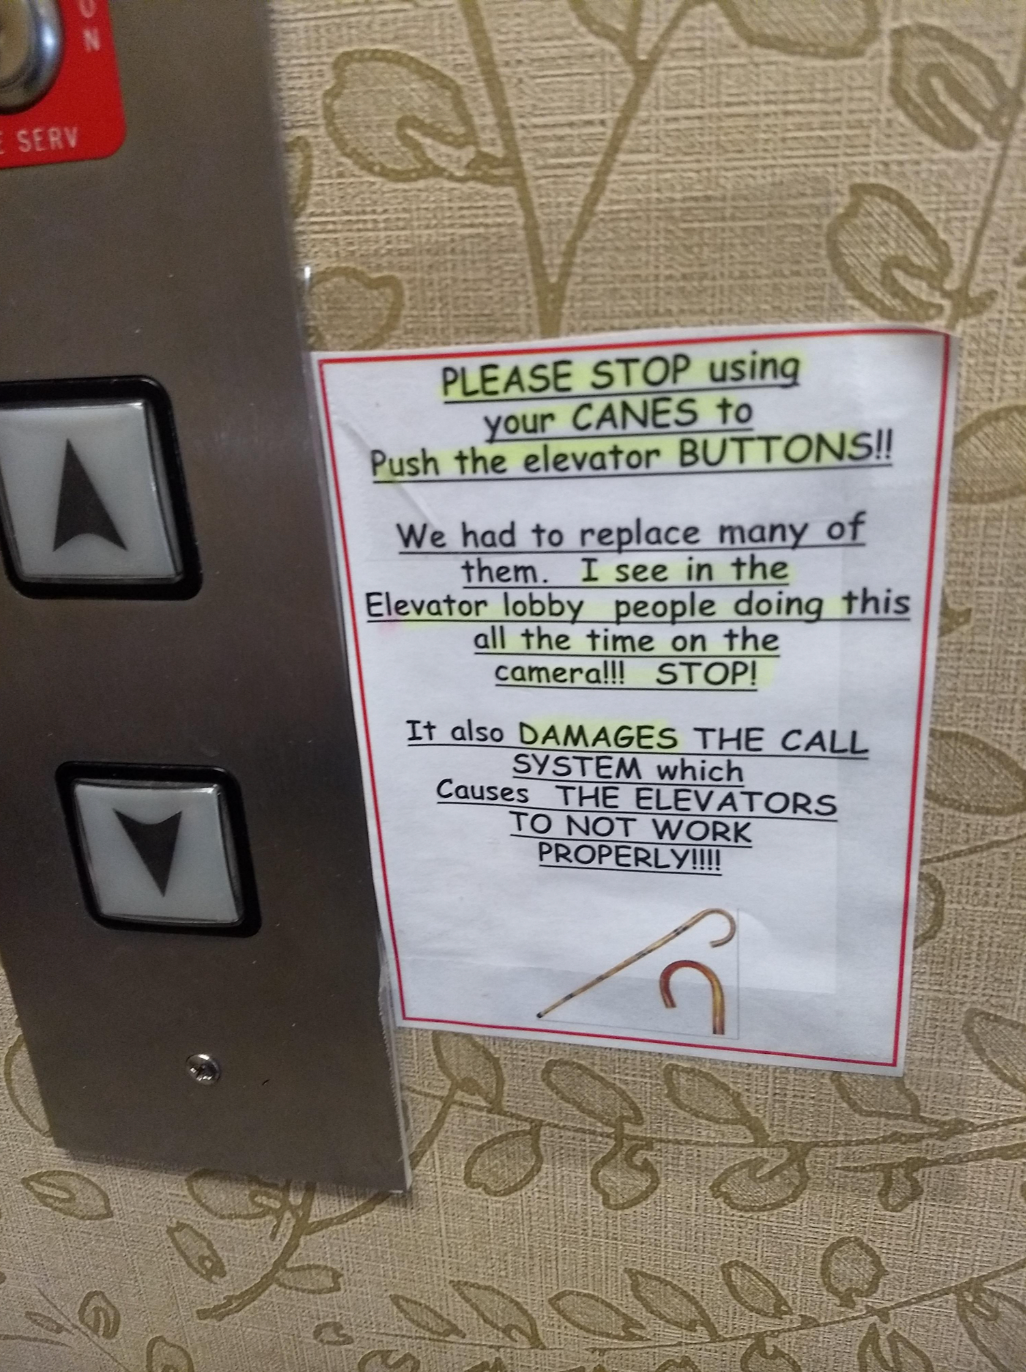 ON
E SERV
PLEASE STOP using
your CANES to
Push the elevator BUTTONS!!
We had to replace many of
them. I see in the
Elevator lobby people doing this
all the time on the
camera!!! STOP!
It also DAMAGES THE CALL
SYSTEM which
Causes THE ELEVATORS
TO NOT WORK
PROPERLY!!!!